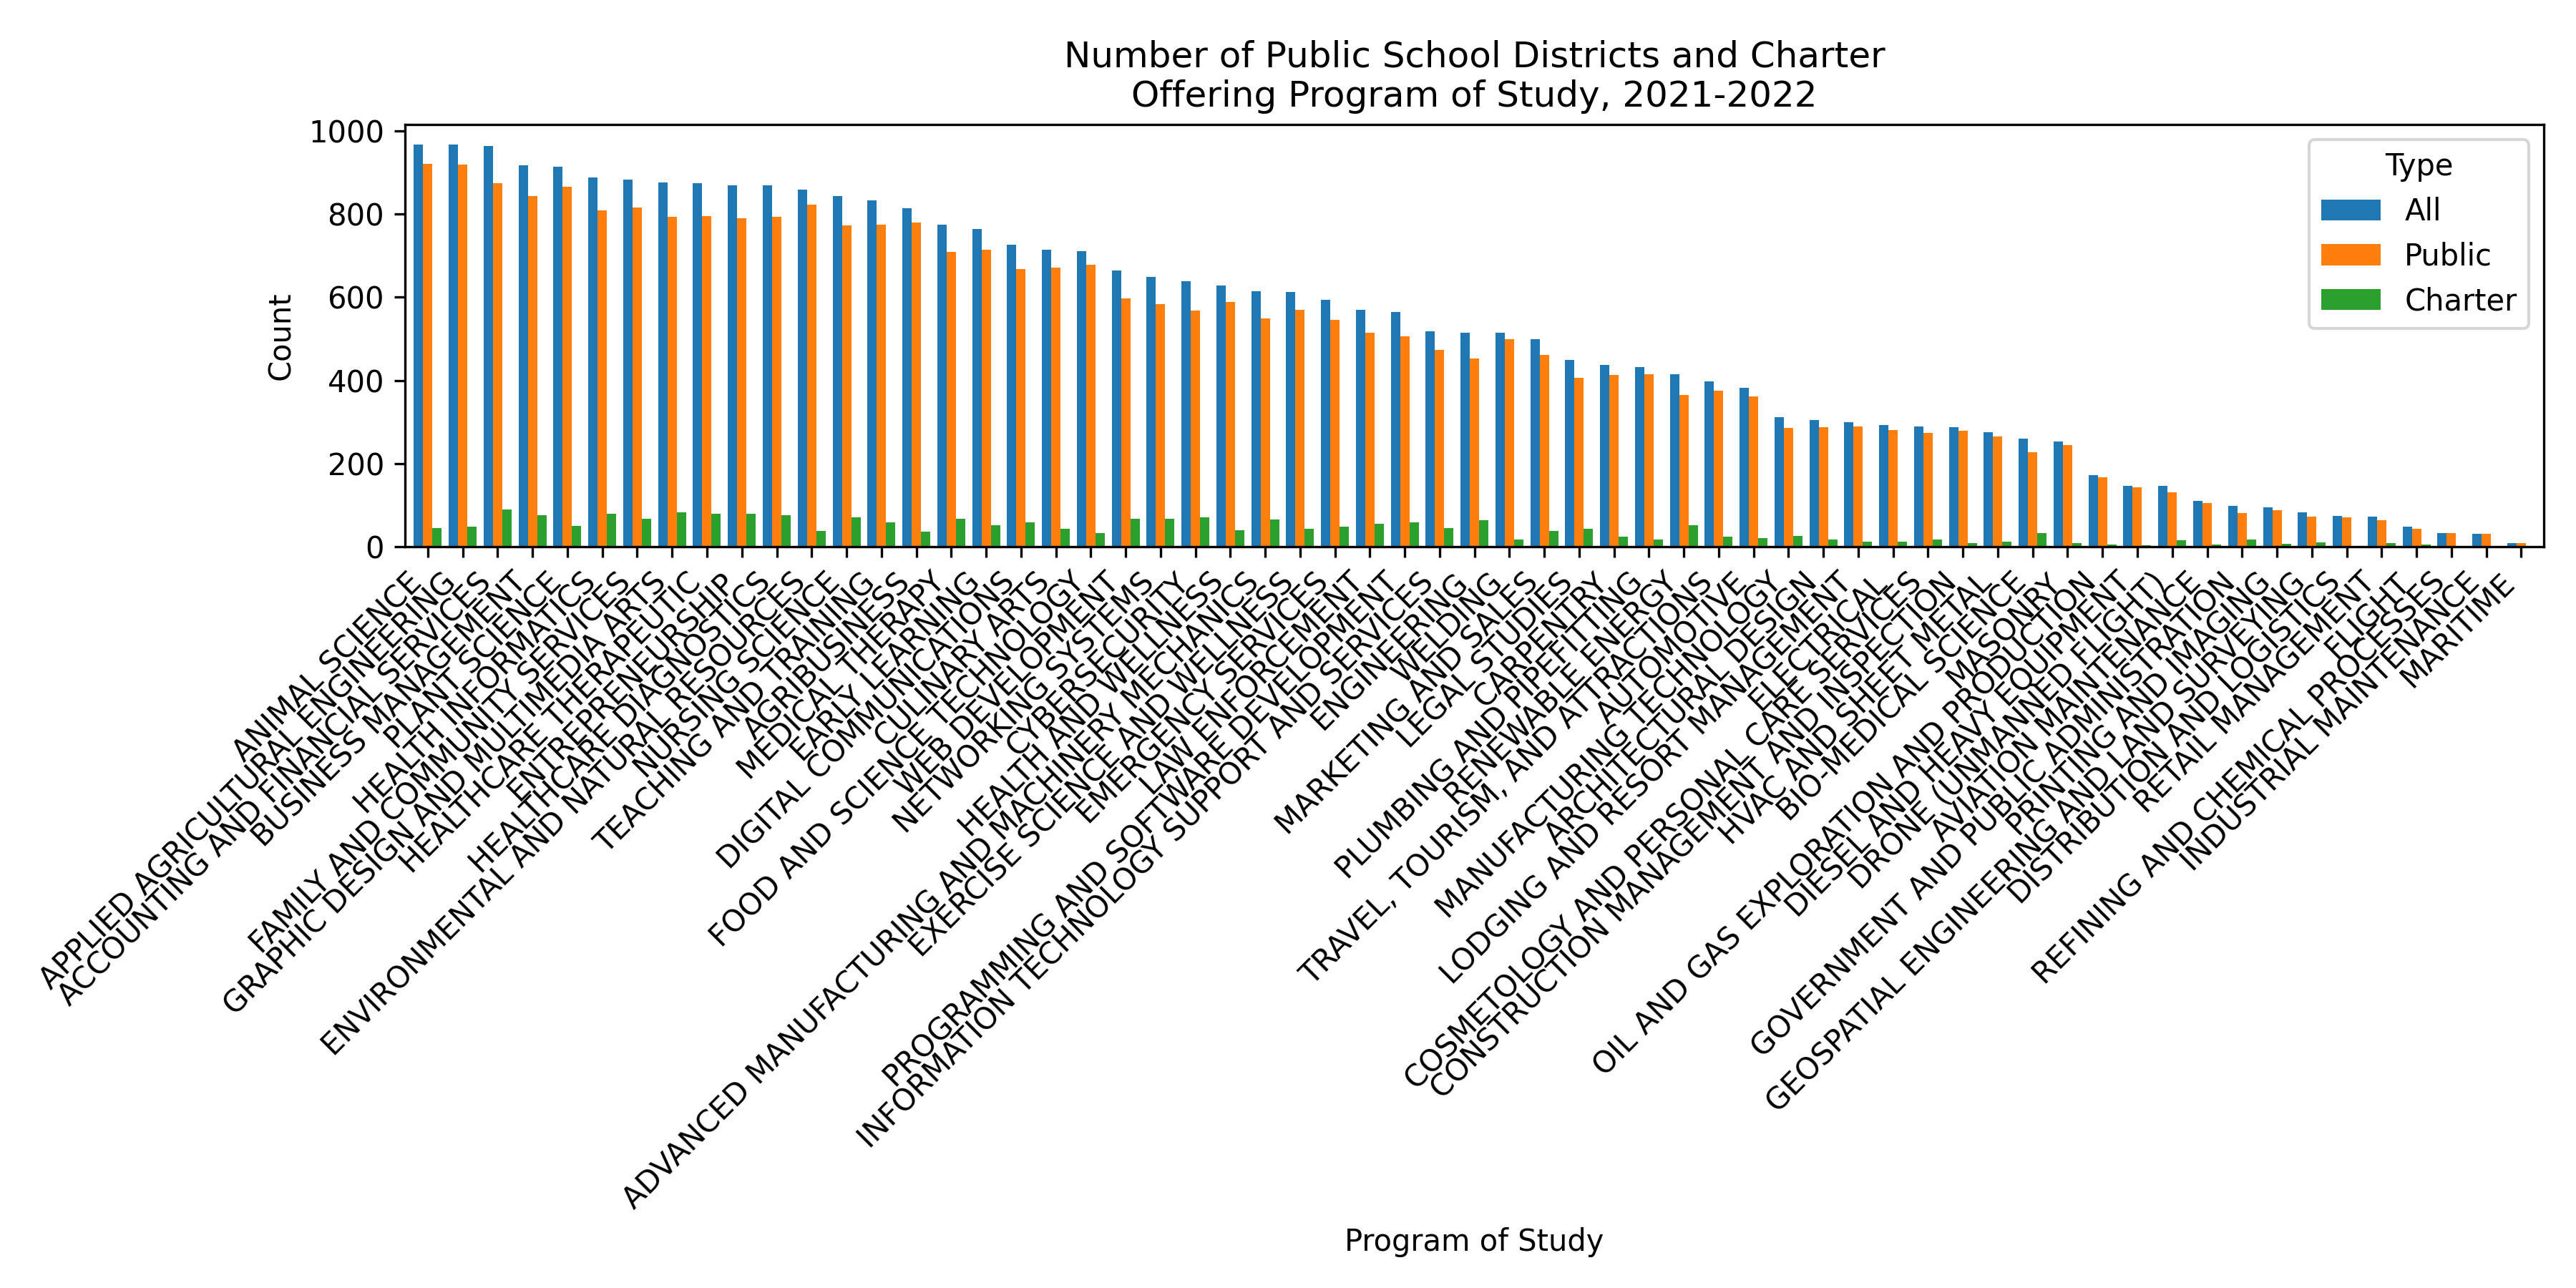 Number of Public School Districts and Charter
Offering Program of Study, 2021-2022
Type
All
Public
Charter
Count
1000
800
600
400
200
0
ANIMAL SCIENCE
APPLIED AGRICULTURAL ENGINEERING
ACCOUNTING AND FINANCIAL SERVICES
BUSINESS MANAGEMENT
PLANT SCIENCE
HEALTH INFORMATICS
FAMILY AND COMMUNITY SERVICES
GRAPHIC DESIGN AND MULTIMEDIA ARTS
HEALTHCARE THERAPEUTIC
ENTREPRENEURSHIP
HEALTHCARE DIAGNOSTICS
ENVIRONMENTAL AND NATURAL RESOURCES
NURSING SCIENCE
TEACHING AND TRAINING
AGRIBUSINESS
MEDICAL THERAPY
EARLY LEARNING
DIGITAL COMMUNICATIONS
CULINARY ARTS
FOOD AND SCIENCE TECHNOLOGY
WEB DEVELOPMENT
NETWORKING SYSTEMS
CYBERSECURITY
HEALTH AND WELLNESS
ADVANCED MANUFACTURING AND MACHINERY MECHANICS
EXERCISE SCIENCE AND WELLNESS
EMERGENCY SERVICES
LAW ENFORCEMENT
PROGRAMMING AND SOFTWARE DEVELOPMENT
INFORMATION TECHNOLOGY SUPPORT AND SERVICES
ENGINEERING
WELDING
MARKETING AND SALES
LEGAL STUDIES
CARPENTRY
PLUMBING AND PIPEFITTING
RENEWABLE ENERGY
TRAVEL, TOURISM, AND ATTRACTIONS
AUTOMOTIVE
MANUFACTURING TECHNOLOGY
ARCHITECTURAL DESIGN
LODGING AND RESORT MANAGEMENT
ELECTRICAL
COSMETOLOGY AND PERSONAL CARE SERVICES
CONSTRUCTION MANAGEMENT AND INSPECTION
HVAC AND SHEET METAL
BIO-MEDICAL SCIENCE
MASONRY
OIL AND GAS EXPLORATION AND PRODUCTION
DIESEL AND HEAVY EQUIPMENT
DRONE (UNMANNED FLIGHT)
AVIATION MAINTENANCE
GOVERNMENT AND PUBLIC ADMINISTRATION
PRINTING AND IMAGING
GEOSPATIAL ENGINEERING AND LAND SURVEYING
DISTRIBUTION AND LOGISTICS
RETAIL MANAGEMENT
FLIGHT
REFINING AND CHEMICAL PROCESSES
INDUSTRIAL MAINTENANCE
MARITIME
Program of Study